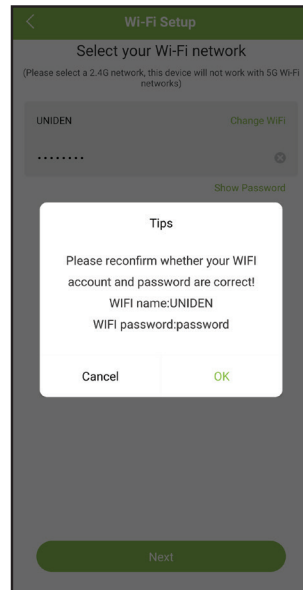 Wi-Fi Setup
Select your Wi-Fi network
(Please select a 2.4G network, this device will not work with 5G Wi-Fi
networks)
UNIDEN
Change WiFi
········
Show Password
Tips
Please reconfirm whether your WIFI
account and password are correct!
WIFI name:UNIDEN
WIFI password:password
Cancel
OK
Next